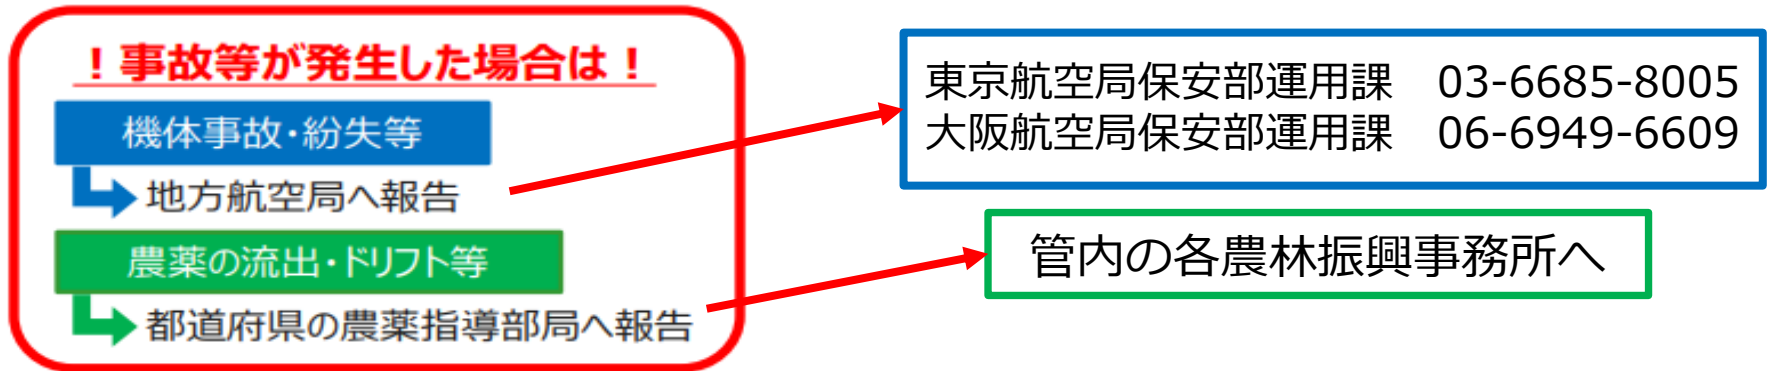 ！事故等が発生した場合は！
機体事故・紛失等
地方航空局へ報告
農薬の流出・ドリフト等
都道府県の農薬指導部局へ報告
東京航空局保安部運用課　03-6685-8005
大阪航空局保安部運用課　06-6949-6609
管内の各農林振興事務所へ